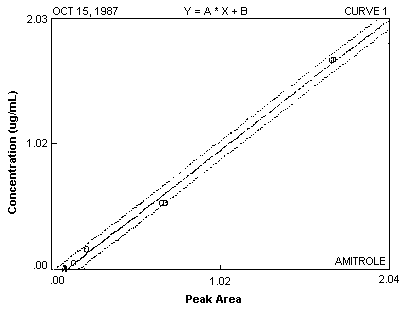 2.03
OCT 15, 1987 Y = A * X + B CURVE 1
Concentration (ug/mL)
1.02
.00
AMITROLE
.00 1.02 2.04
Peak Area